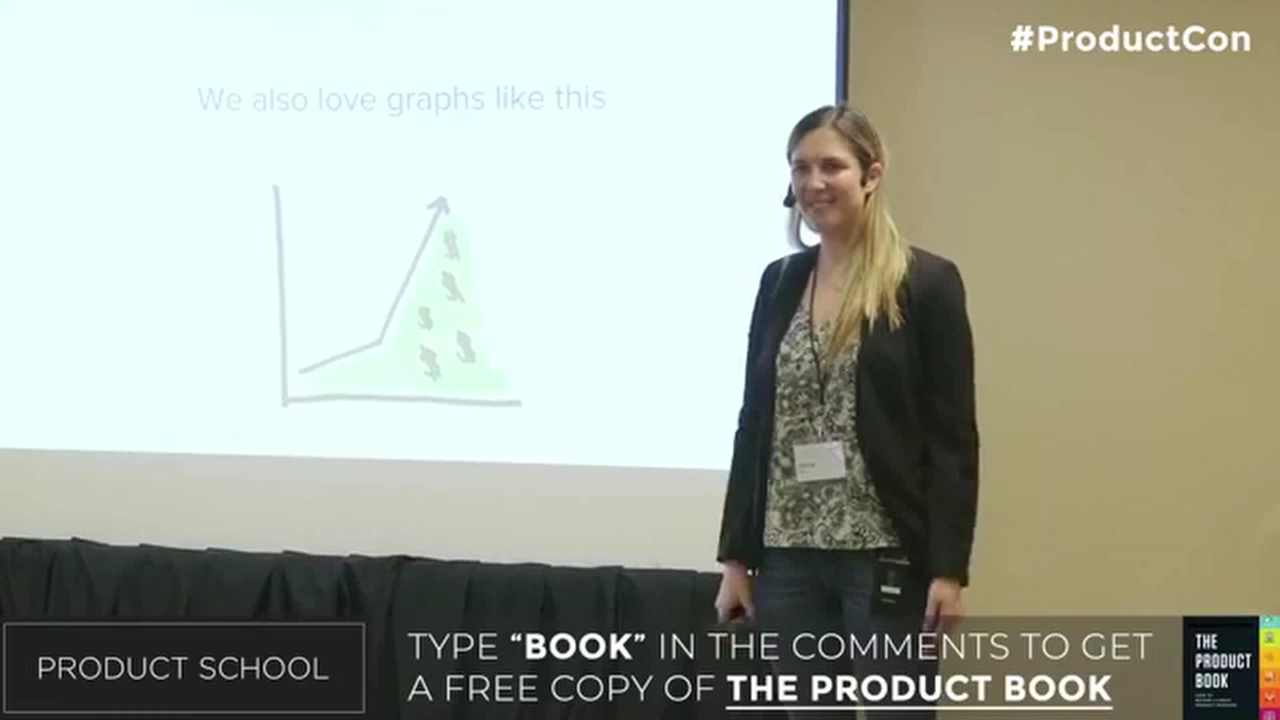 #ProductCon
We also love graphs like this
$
$
$
$
$
PRODUCT SCHOOL
TYPE “BOOK” IN THE COMMENTS TO GET
A FREE COPY OF THE PRODUCT BOOK
THE
PRODUCT
BOOK